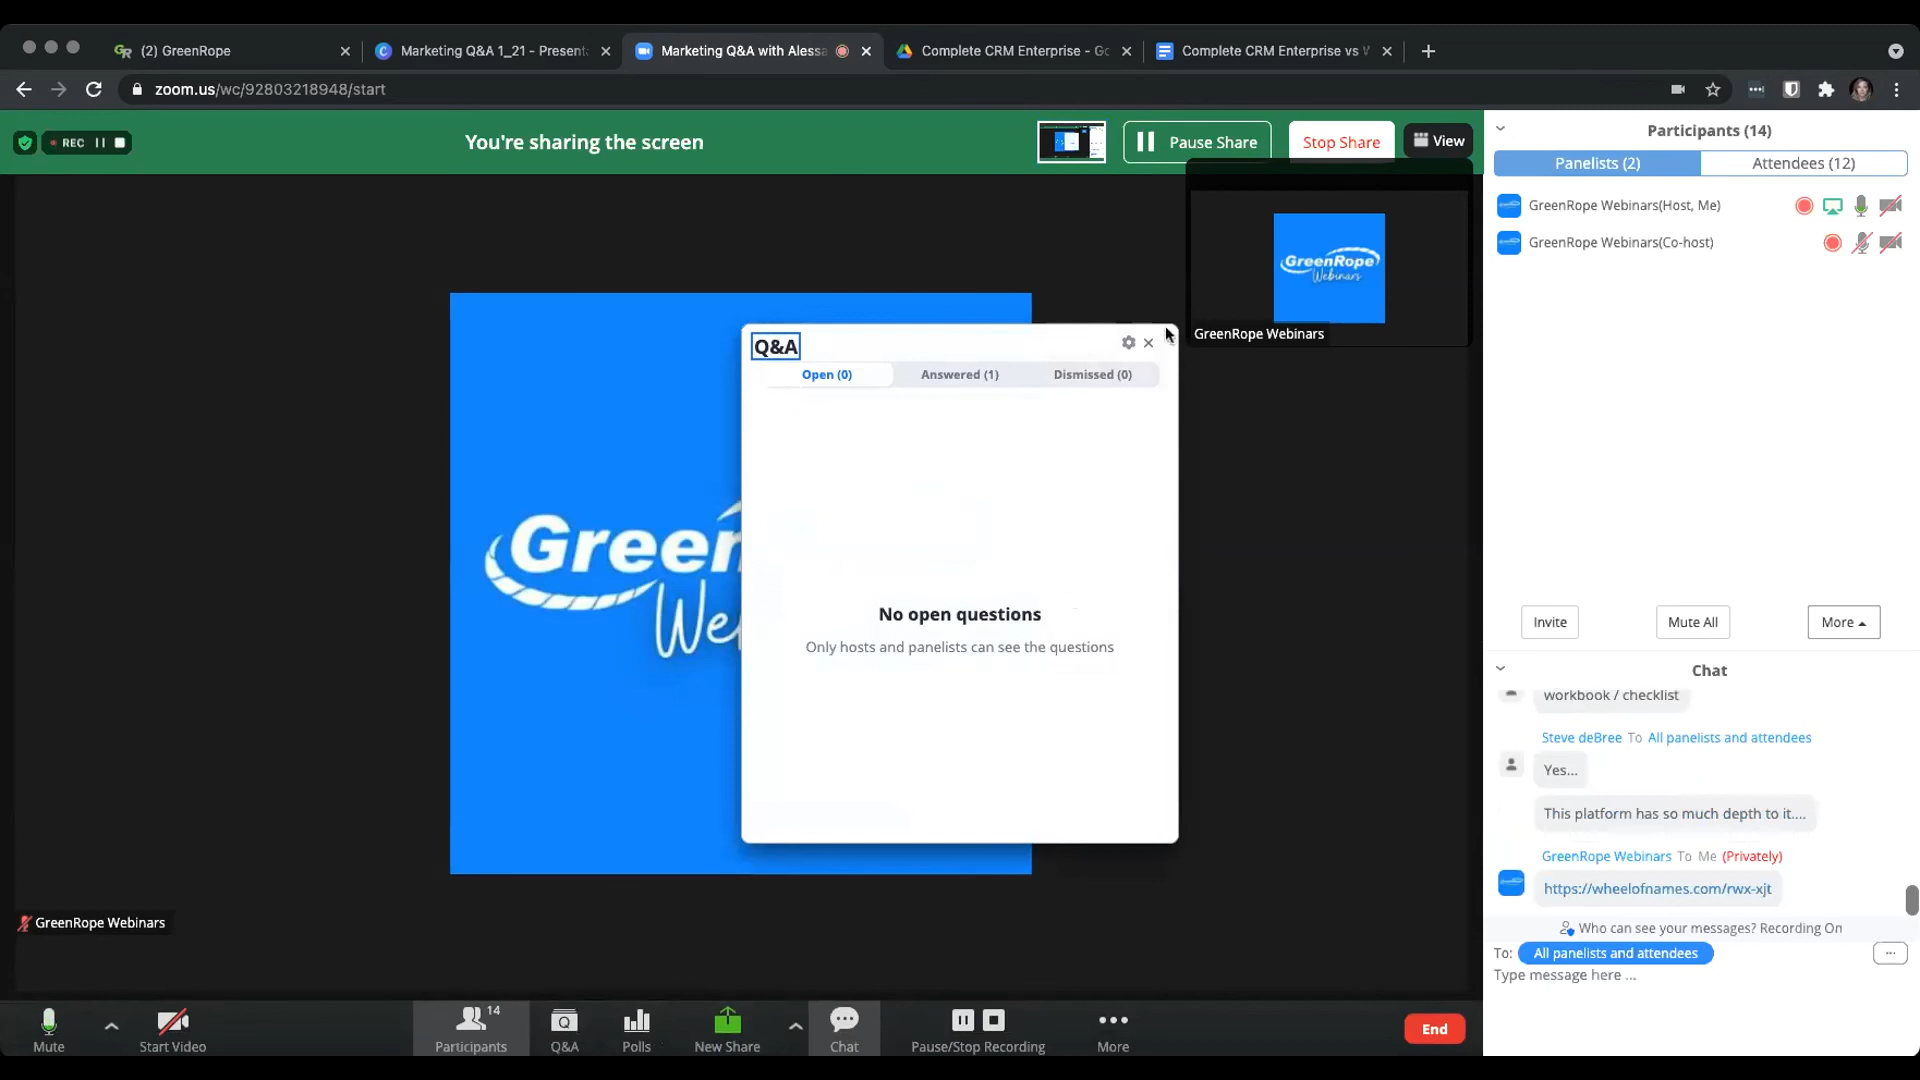 (2) GreenRope
Marketing Q&A 1_21 - Present
Marketing Q&A with Alessa
Complete CRM Enterprise - Go
Complete CRM Enterprise vs V
zoom.us/wc/92803218948/start
REC
You're sharing the screen
Pause Share
Stop Share
View
GreenRope
Webinars
GreenRope Webinars
Participants (14)
Panelists (2)
Attendees (12)
GreenRope Webinars(Host, Me)
GreenRope Webinars(Co-host)
Invite
Mute All
More
Q&A
Open (0)
Answered (1)
Dismissed (0)
No open questions
Only hosts and panelists can see the questions
Green
We
GreenRope Webinars
Chat
workbook / checklist
Steve deBree To All panelists and attendees
Yes...
This platform has so much depth to it....
GreenRope Webinars To Me (Privately)
https://wheelofnames.com/rwx-xjt
Who can see your messages? Recording On
To: All panelists and attendees
Type message here ...
Mute
Start Video
14
Participants
Q&A
Polls
New Share
Chat
Pause/Stop Recording
More
End